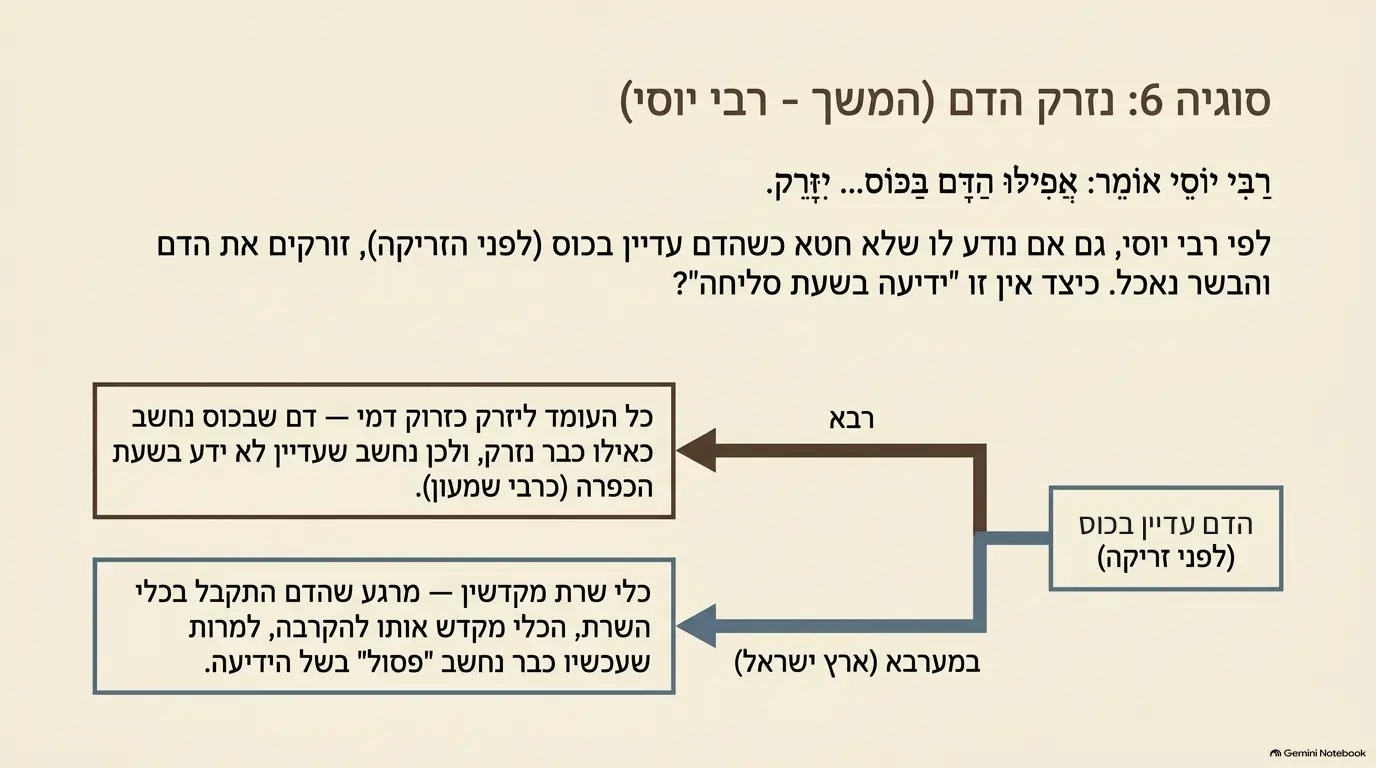 סוגיה 6: נזרק הדם (המשך - רבי יוסי)
רַבִּי יוֹסֵי אוֹמֵר: אֲפִילּוּ הַדָּם בַּכּוֹס... יִזָּרֵק.
לפי רבי יוסי, גם אם נודע לו שלא חטא כשהדם עדיין בכוס (לפני הזריקה), זורקים את הדם
והבשר נאכל. כיצד אין זו "ידיעה בשעת סליחה"?
הדם עדיין בכוס
(לפני זריקה)
רבא
כל העומד ליזרק כזרוק דמי — דם שבכוס נחשב
כאילו כבר נזרק, ולכן נחשב שעדיין לא ידע בשעת
הכפרה (כרבי שמעון).
במערבא (ארץ ישראל)
כלי שרת מקדשין — מרגע שהדם התקבל בכלי
השרת, הכלי מקדש אותו להקרבה, למרות
שעכשיו כבר נחשב "פסול" בשל הידיעה.
Gemini Notebook